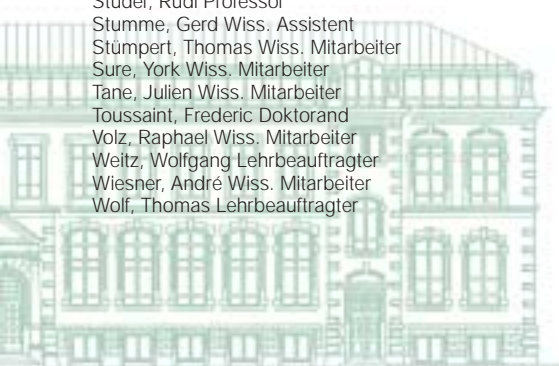 Studer, Rudi Professor
Stumme, Gerd Wiss. Assistent
Stümpert, Thomas Wiss. Mitarbeiter
Sure, York Wiss. Mitarbeiter
Tane, Julien Wiss. Mitarbeiter
Toussaint, Frederic Doktorand
Volz, Raphael Wiss. Mitarbeiter
Weitz, Wolfgang Lehrbeauftragter
Wiesner, André Wiss. Mitarbeiter
Wolf, Thomas Lehrbeauftragter